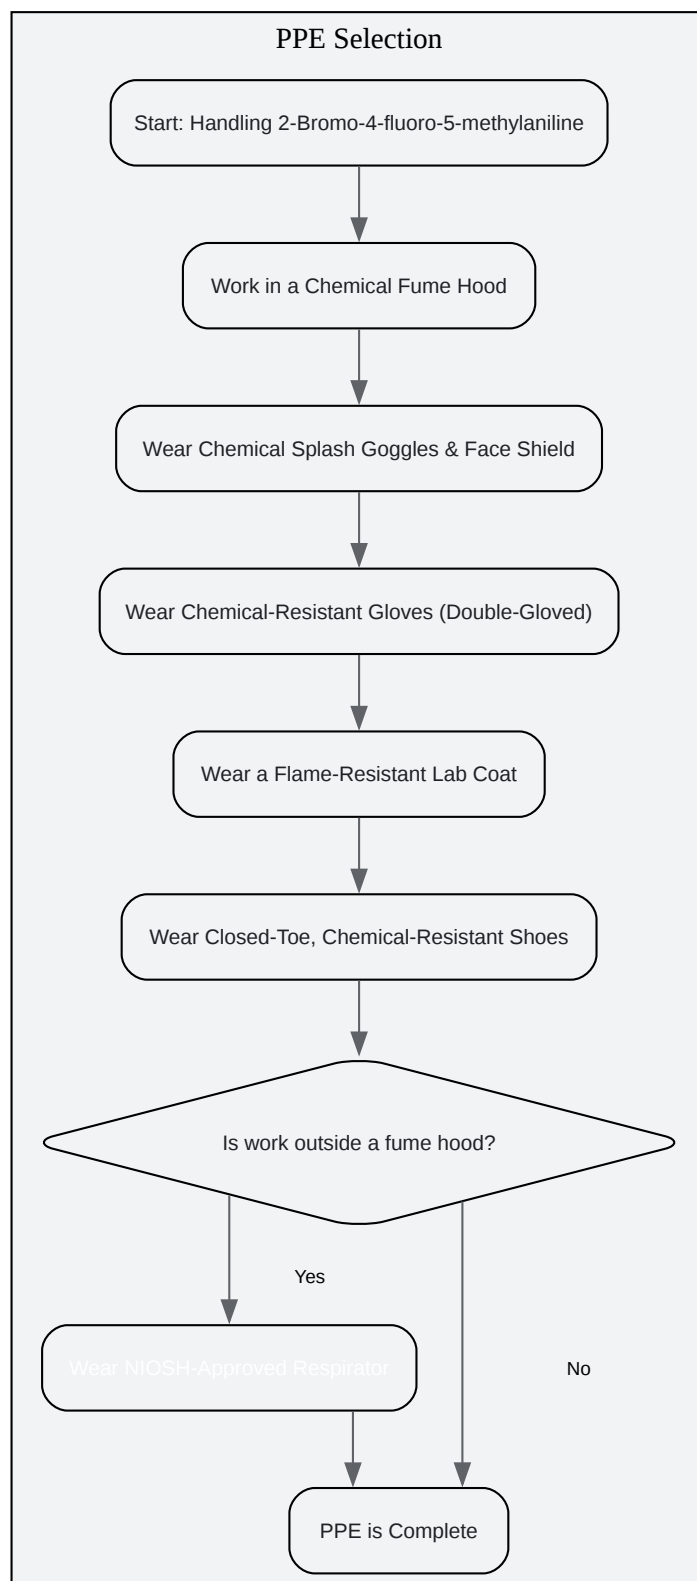 PPE Selection
Start: Handling 2-Bromo-4-fluoro-5-methylaniline
Work in a Chemical Fume Hood
Wear Chemical Splash Goggles & Face Shield
Wear Chemical-Resistant Gloves (Double-Gloved)
Wear a Flame-Resistant Lab Coat
Wear Closed-Toe, Chemical-Resistant Shoes
Is work outside a fume hood?
Yes
Wear NIOSH-Approved Respirator
No
PPE is Complete